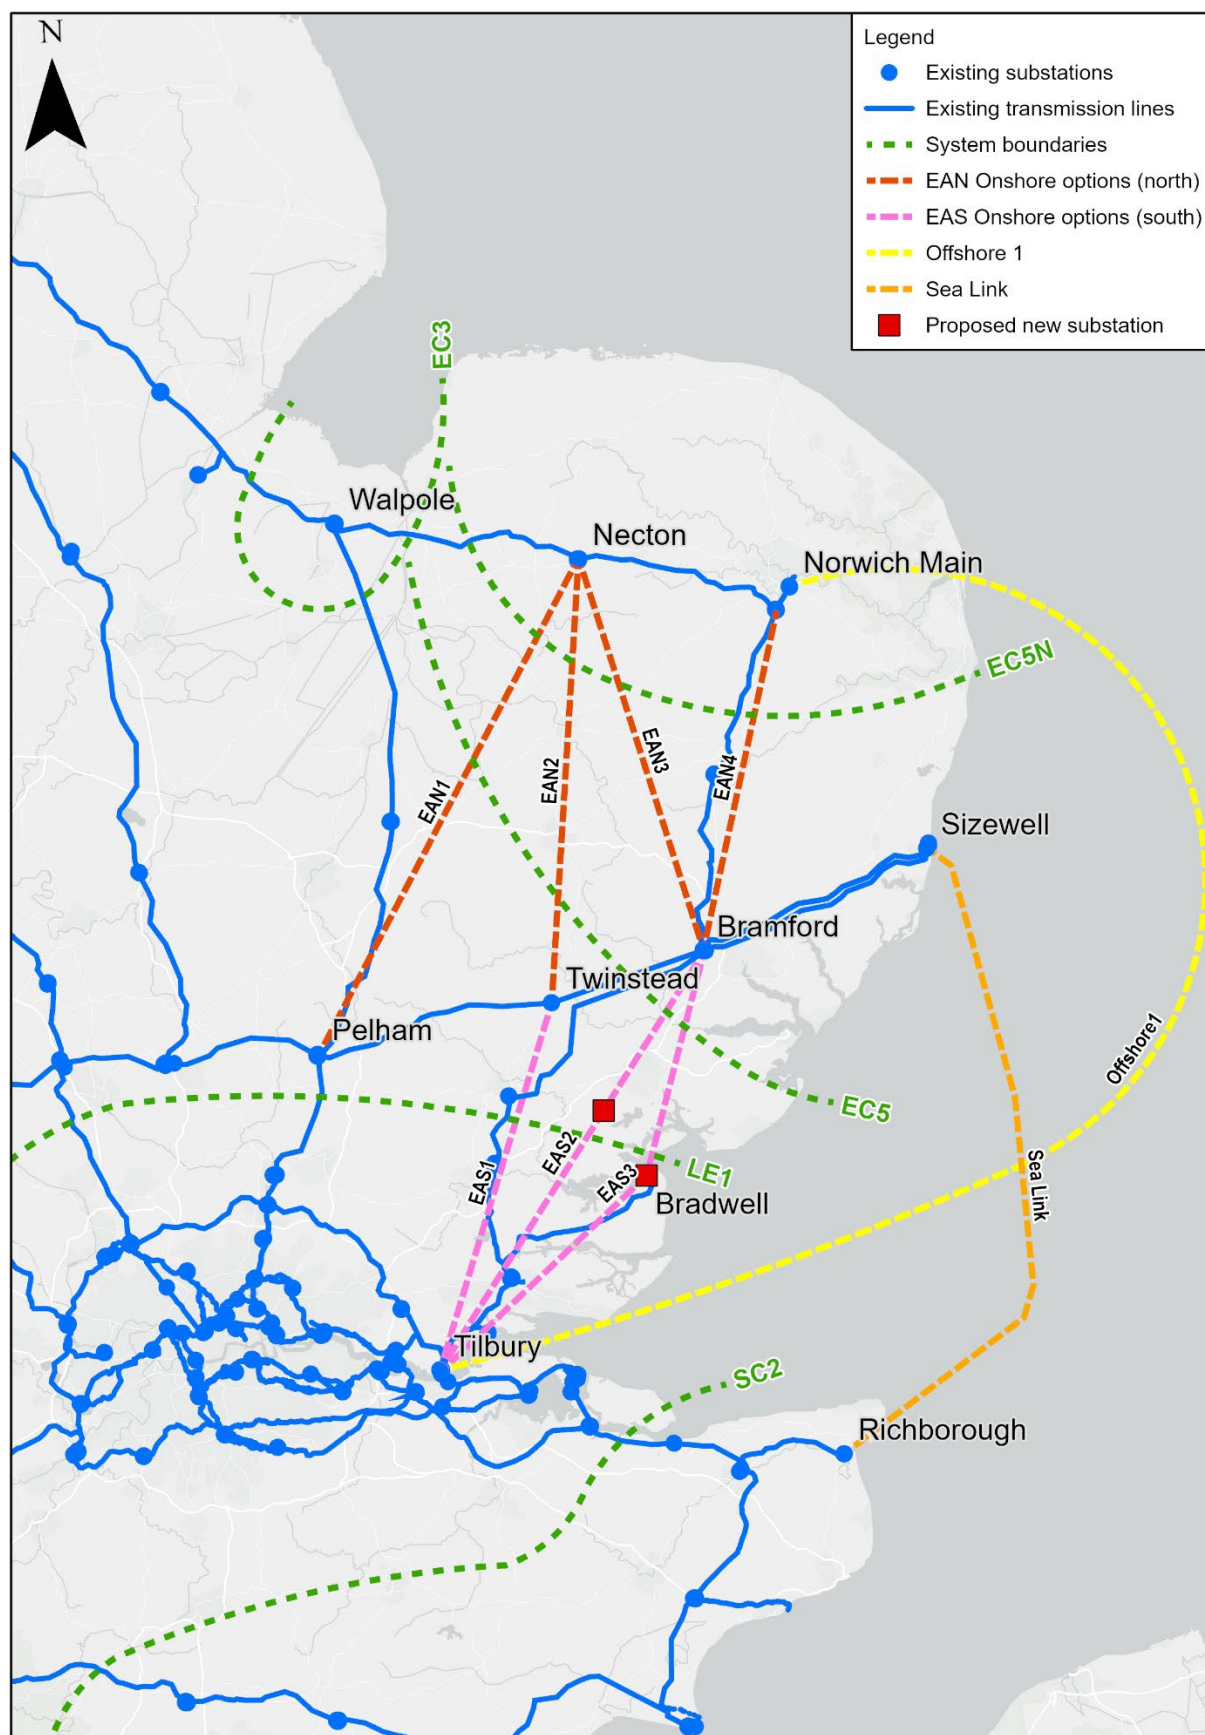 N
Legend
Existing substations
Existing transmission lines
System boundaries
EAN Onshore options (north)
EAS Onshore options (south)
Offshore 1
Sea Link
Proposed new substation
EC3
Walpole
Necton
Norwich Main
EC5N
EAN1
EAN2
EAN3
EAN4
Sizewell
Bramford
Twinstead
Pelham
Offshore1
EC5
EAS1
EAS2
EAS3
LE1
Bradwell
Sea Link
Tilbury
SC2
Richborough